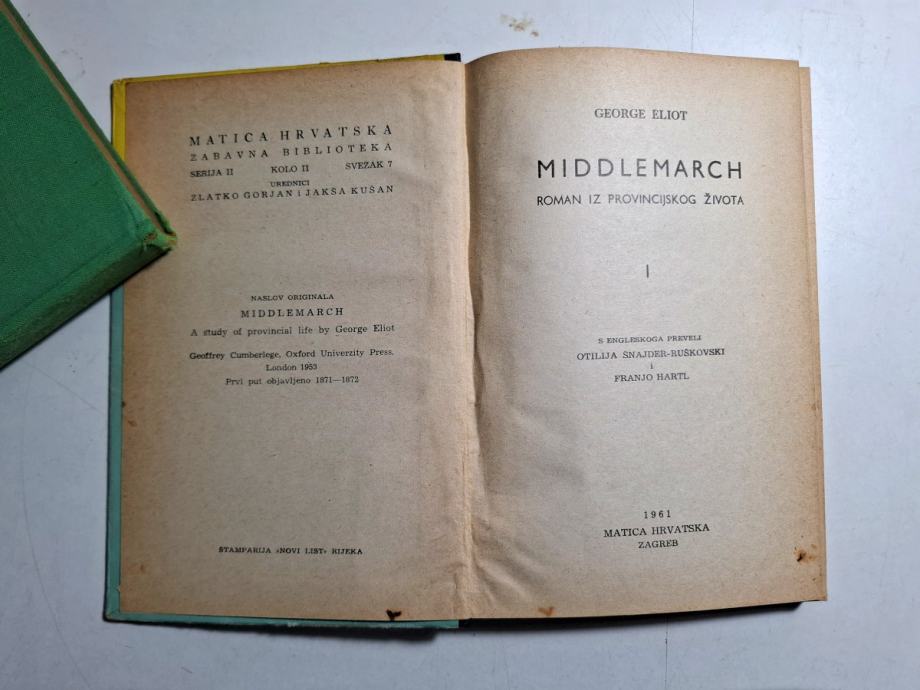 MATICA HRVATSKA
ZABAVNA BIBLIOTEKA
SERIJA II KOLO II SVEZAK 7
UREDNICI
ZLATKO GORJAN i JAKŠA KUŠAN
NASLOV ORIGINALA
MIDDLEMARCH
A study of provincial life by George Eliot
Geoffrey Cumberlege, Oxford Univerzity Press,
London 1953
Prvi put objavljeno 1871—1872
ŠTAMPARIJA »NOVI LIST« RIJEKA
GEORGE ELIOT
MIDDLEMARCH
ROMAN IZ PROVINCIJSKOG ŽIVOTA
I
S ENGLESKOGA PREVELI
OTILIJA ŠNAJDER-RUŠKOVSKI
i
FRANJO HARTL
1961
MATICA HRVATSKA
ZAGREB